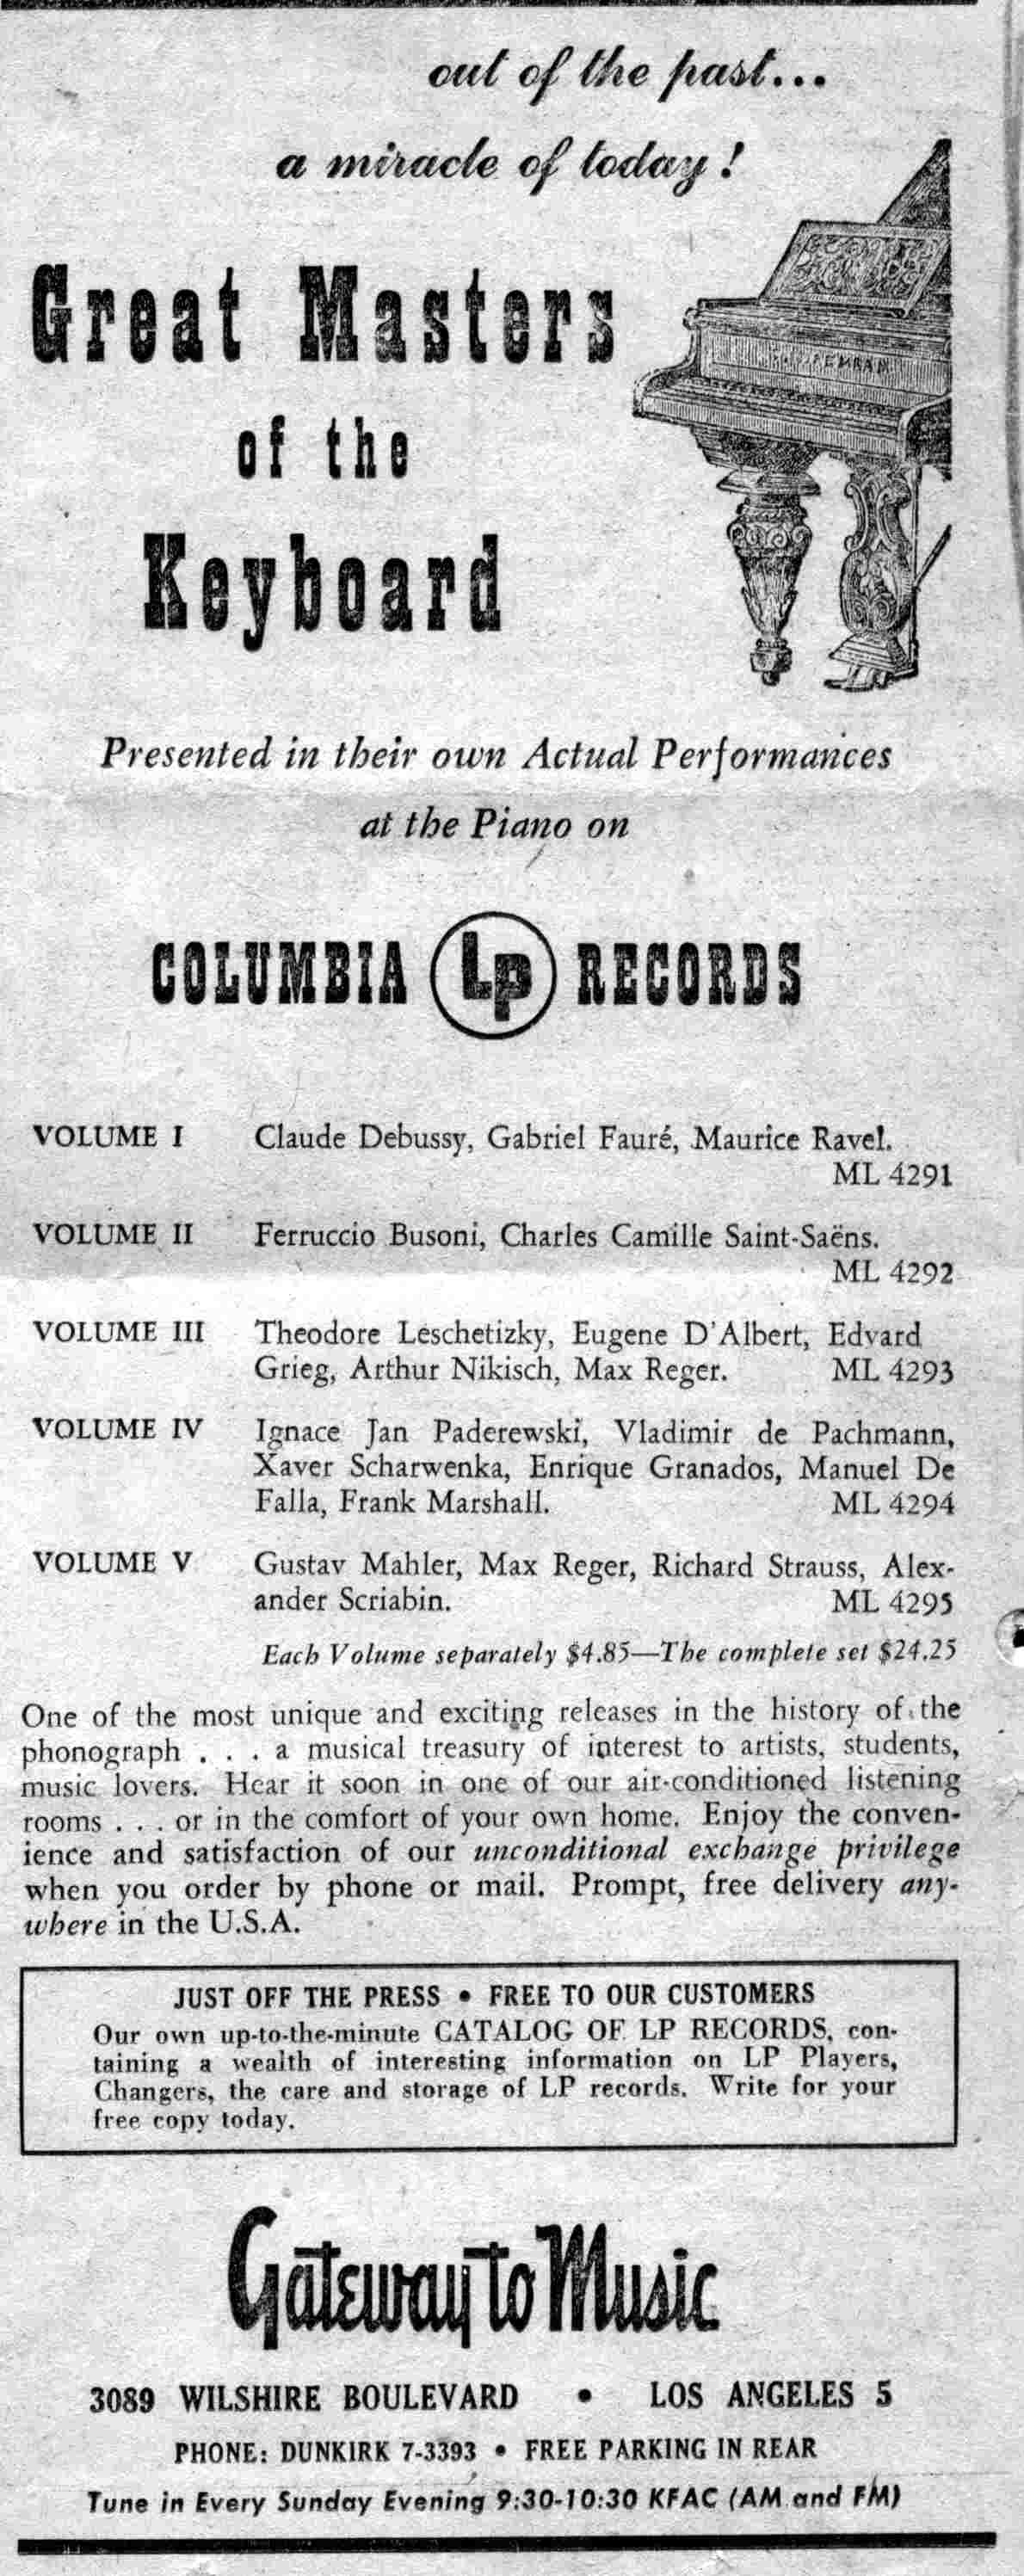 out of the past...
a miracle of today!
Great Masters
of the
Keyboard
Presented in their own Actual Performances
at the Piano on
COLUMBIA Lp RECORDS
VOLUME I Claude Debussy, Gabriel Fauré, Maurice Ravel.
ML 4291
VOLUME II Ferruccio Busoni, Charles Camille Saint-Saëns.
ML 4292
VOLUME III Theodore Leschetizky, Eugene D'Albert, Edvard
Grieg, Arthur Nikisch, Max Reger. ML 4293
VOLUME IV Ignace Jan Paderewski, Vladimir de Pachmann,
Xaver Scharwenka, Enrique Granados, Manuel De
Falla, Frank Marshall. ML 4294
VOLUME V Gustav Mahler, Max Reger, Richard Strauss, Alex-
ander Scriabin. ML 4295
Each Volume separately $4.85—The complete set $24.25
One of the most unique and exciting releases in the history of the
phonograph . . . a musical treasury of interest to artists, students,
music lovers. Hear it soon in one of our air-conditioned listening
rooms . . . or in the comfort of your own home. Enjoy the conven-
ience and satisfaction of our unconditional exchange privilege
when you order by phone or mail. Prompt, free delivery any-
where in the U.S.A.
JUST OFF THE PRESS • FREE TO OUR CUSTOMERS
Our own up-to-the-minute CATALOG OF LP RECORDS, con-
taining a wealth of interesting information on LP Players,
Changers, the care and storage of LP records. Write for your
free copy today.
Gateway to Music
3089 WILSHIRE BOULEVARD • LOS ANGELES 5
PHONE: DUNKIRK 7-3393 • FREE PARKING IN REAR
Tune in Every Sunday Evening 9:30-10:30 KFAC (AM and FM)